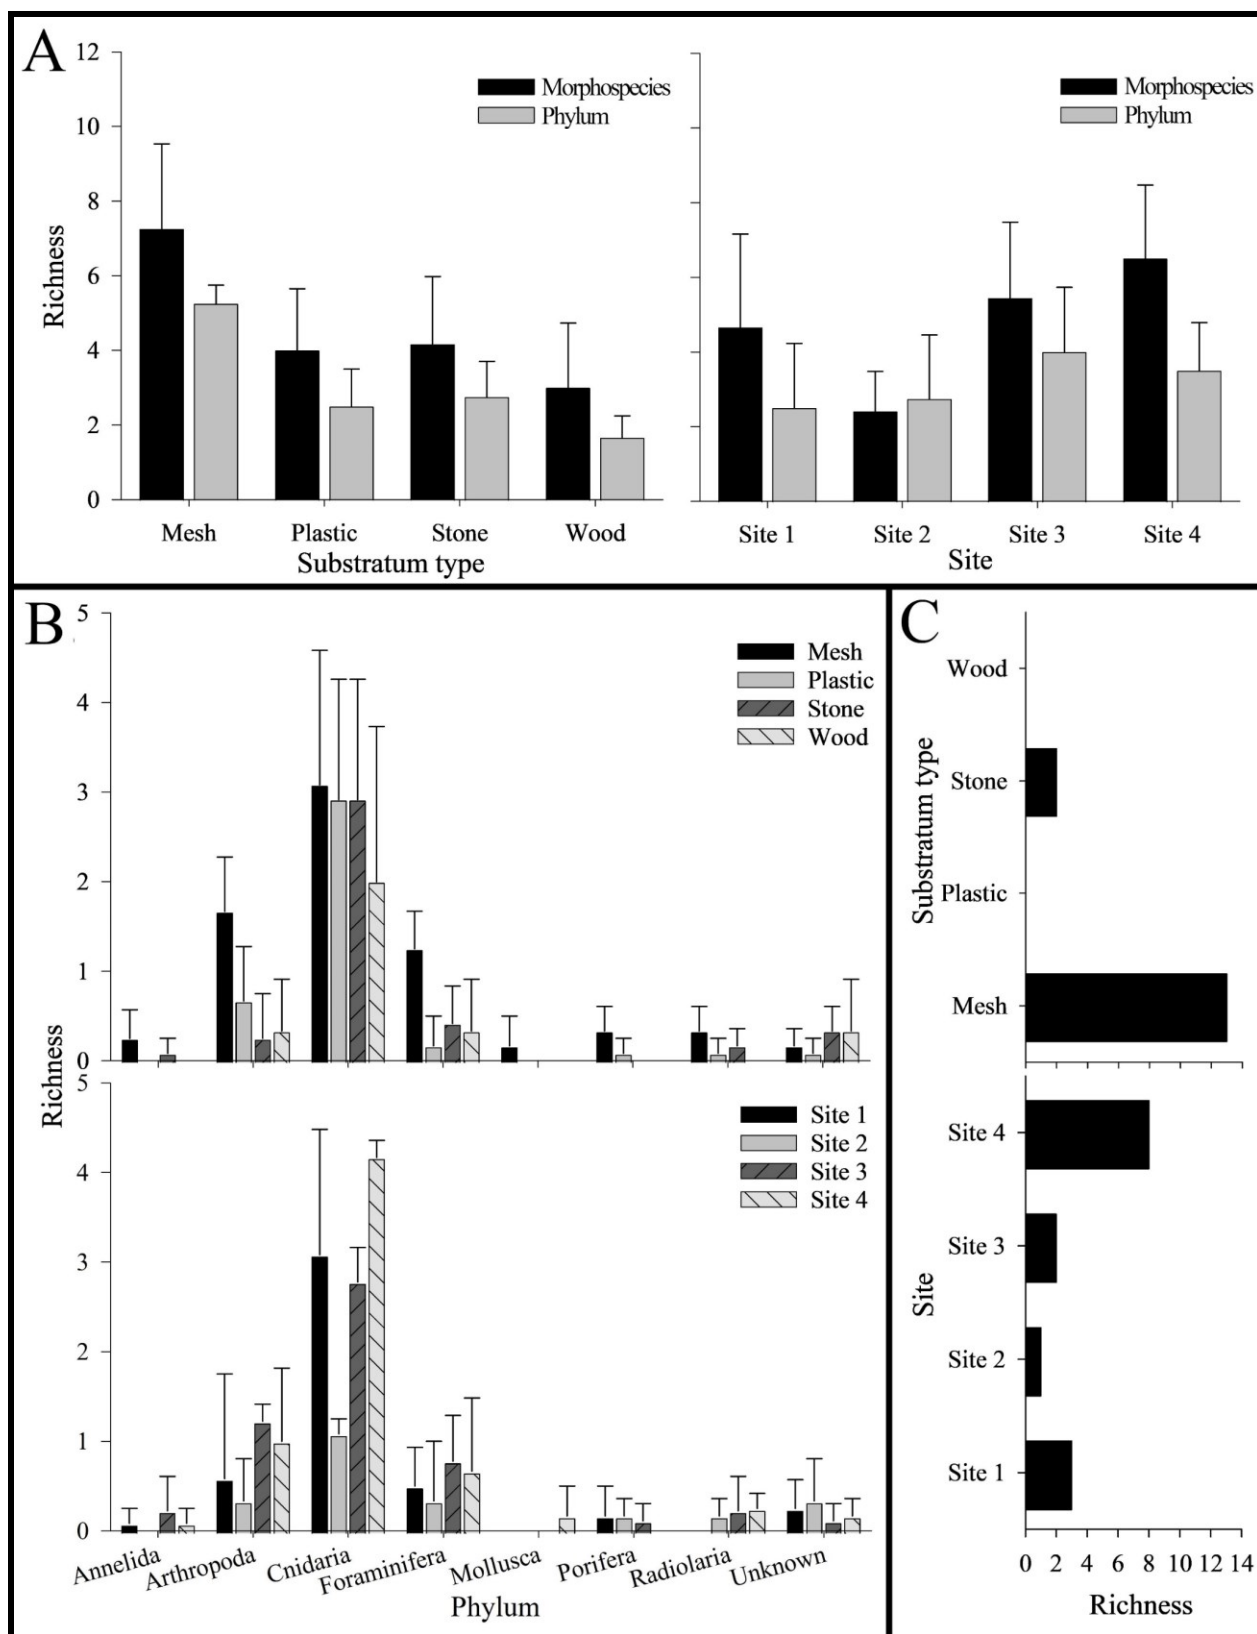 A
12
10
8
6
4
2
0
Richness
Morphospecies
Phylum
Mesh Plastic Stone Wood
Substratum type
Morphospecies
Phylum
Site 1 Site 2 Site 3 Site 4
Site
B
5
4
3
2
1
0
Mesh
Plastic
Stone
Wood
Richness
5
4
3
2
1
0
Site 1
Site 2
Site 3
Site 4
Annelida Arthropoda Cnidaria Foraminifera Mollusca Porifera Radiolaria Unknown
Phylum
C
Substratum type
Wood
Stone
Plastic
Mesh
Site
Site 4
Site 3
Site 2
Site 1
0 2 4 6 8 10 12 14
Richness